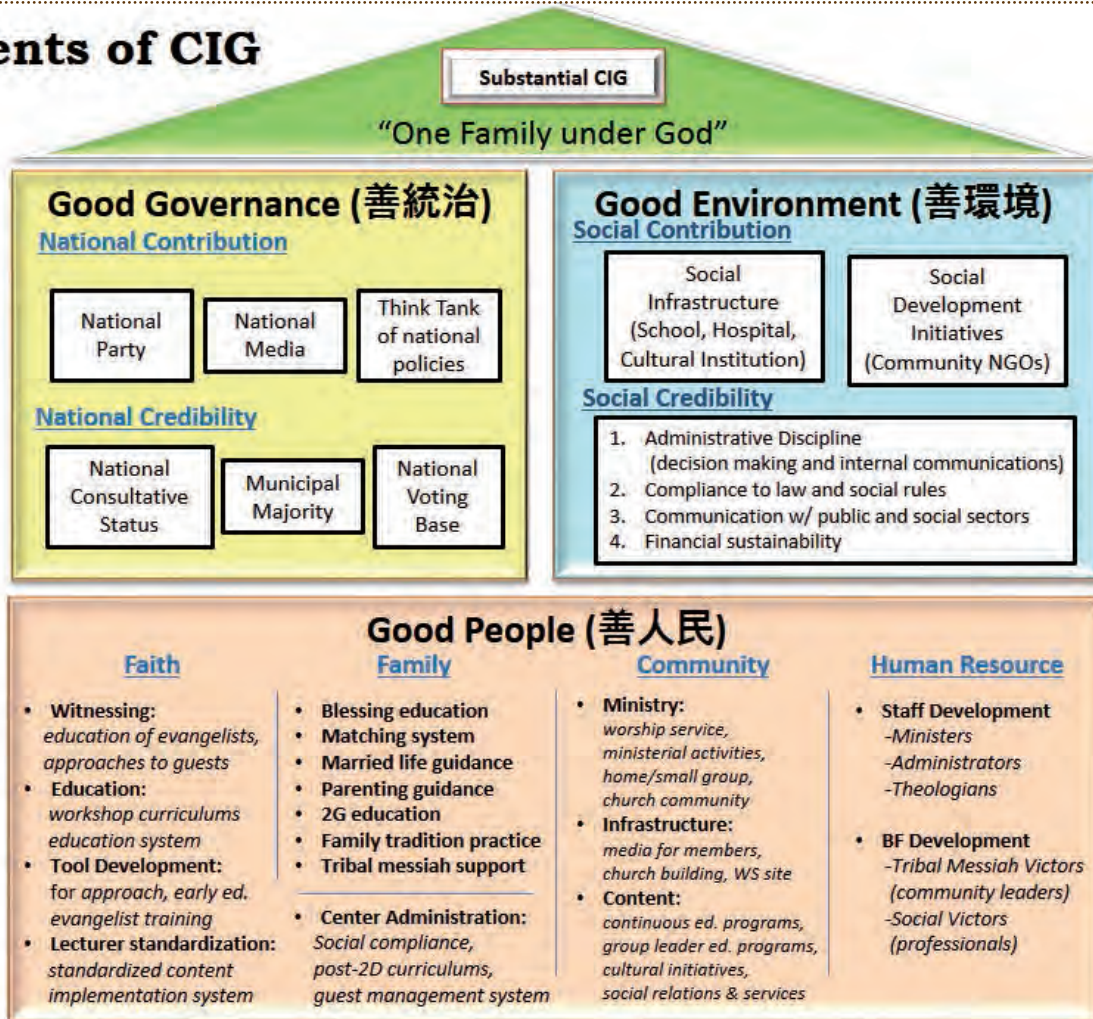 ents of CIG
Substantial CIG
“One Family under God”
Good Governance (善統治)
National Contribution
National
Party
National
Media
Think Tank
of national
policies
National Credibility
National
Consultative
Status
Municipal
Majority
National
Voting
Base
Good Environment (善環境)
Social Contribution
Social
Infrastructure
(School, Hospital,
Cultural Institution)
Social
Development
Initiatives
(Community NGOs)
Social Credibility
1. Administrative Discipline
(decision making and internal communications)
2. Compliance to law and social rules
3. Communication w/ public and social sectors
4. Financial sustainability
Good People (善人民)
Faith
• Witnessing:
education of evangelists,
approaches to guests
• Education:
workshop curriculums
education system
• Tool Development:
for approach, early ed.
evangelist training
• Lecturer standardization:
standardized content
implementation system
Family
• Blessing education
• Matching system
• Married life guidance
• Parenting guidance
• 2G education
• Family tradition practice
• Tribal messiah support
• Center Administration:
Social compliance,
post-2D curriculums,
guest management system
Community
• Ministry:
worship service,
ministerial activities,
home/small group,
church community
• Infrastructure:
media for members,
church building, WS site
• Content:
continuous ed. programs,
group leader ed. programs,
cultural initiatives,
social relations & services
Human Resource
• Staff Development
-Ministers
-Administrators
-Theologians
• BF Development
-Tribal Messiah Victors
(community leaders)
-Social Victors
(professionals)